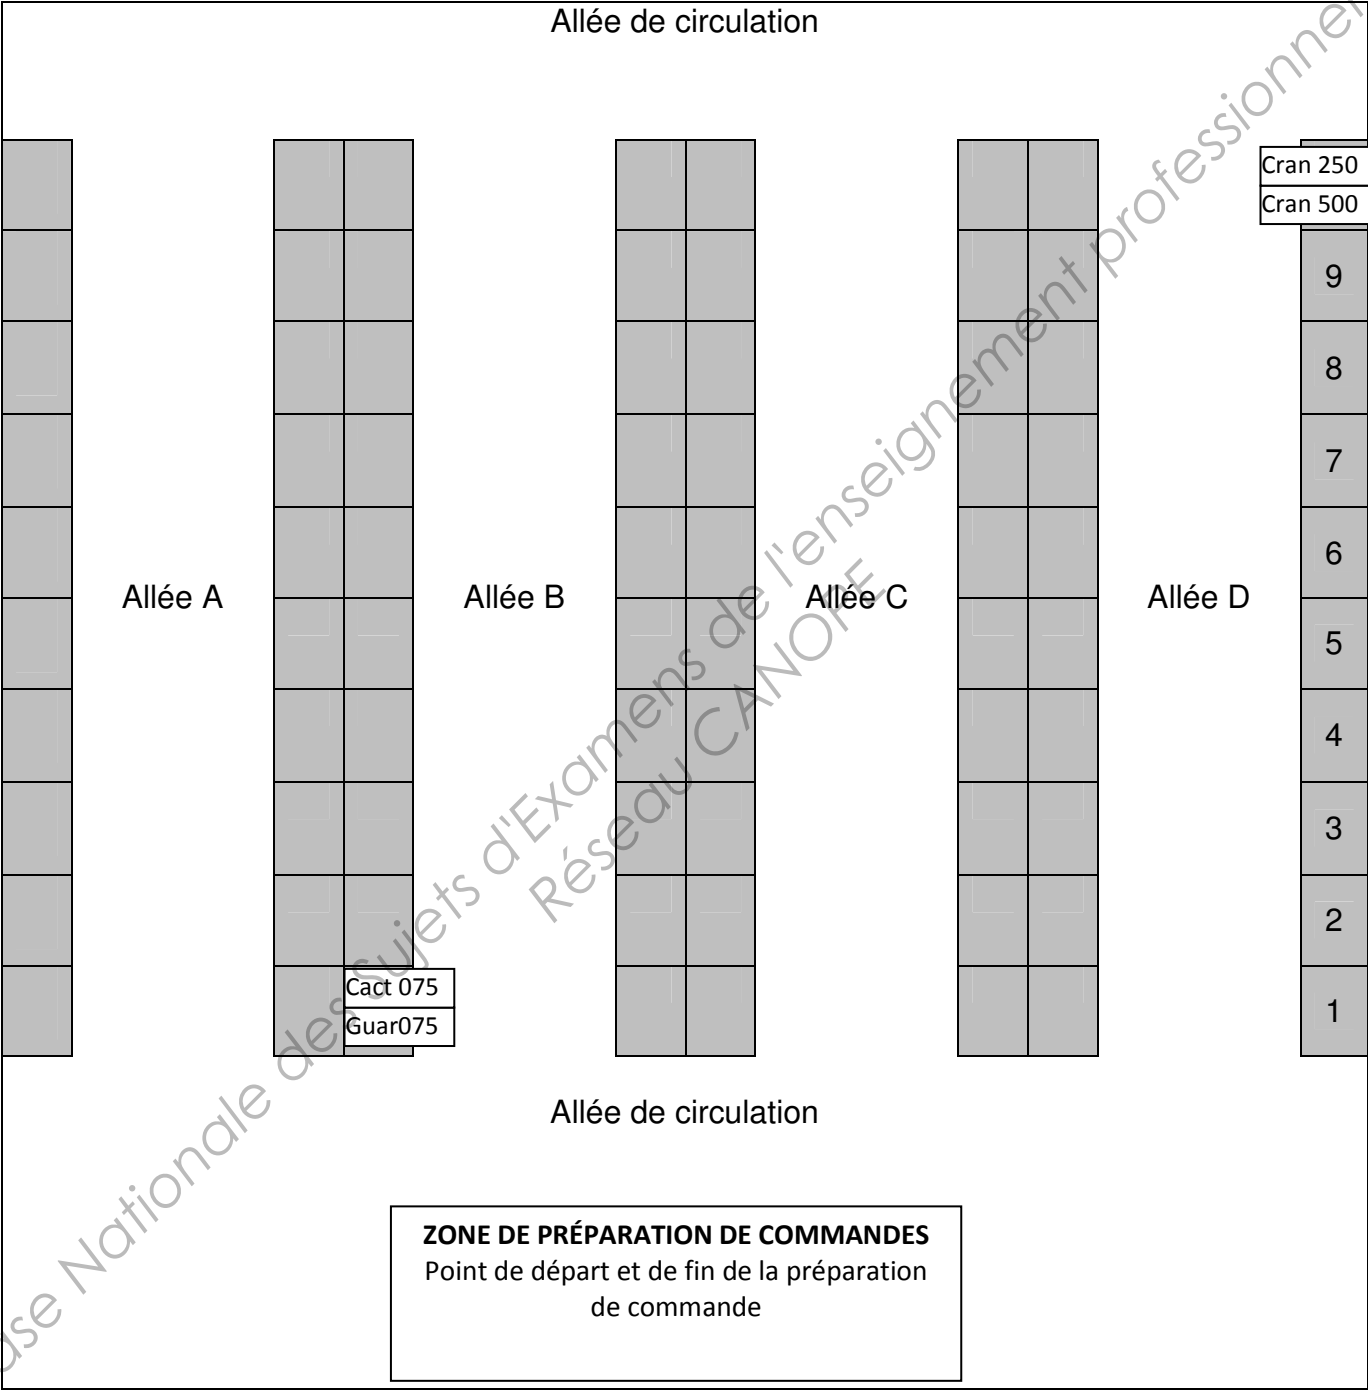 Allée de circulation
Cran 250
Cran 500
9
8
7
6
Allée A
Allée B
Allée C
Allée D
5
4
3
2
Cact 075
Guar075
1
Allée de circulation
ZONE DE PRÉPARATION DE COMMANDES
Point de départ et de fin de la préparation
de commande
Nationale des Sujets d'Examens de l'enseignement professionnel
Réseau CANOPE